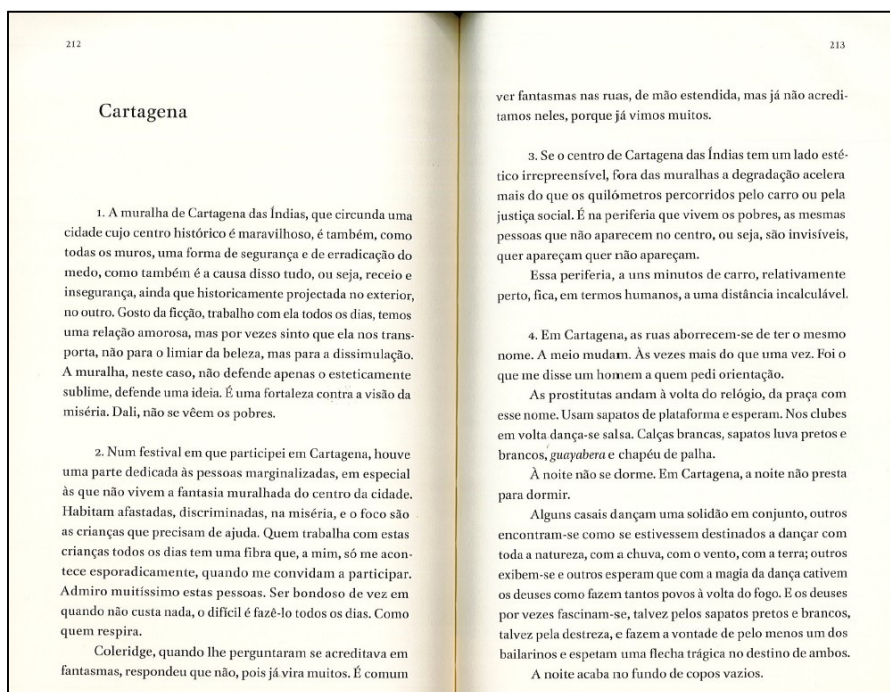 212
Cartagena
1. A muralha de Cartagena das Índias, que circunda uma
cidade cujo centro histórico é maravilhoso, é também, como
todas os muros, uma forma de segurança e de erradicação do
medo, como também é a causa disso tudo, ou seja, receio e
insegurança, ainda que historicamente projectada no exterior,
no outro. Gosto da ficção, trabalho com ela todos os dias, temos
uma relação amorosa, mas por vezes sinto que ela nos trans-
porta, não para o limiar da beleza, mas para a dissimulação.
A muralha, neste caso, não defende apenas o esteticamente
sublime, defende uma ideia. É uma fortaleza contra a visão da
miséria. Dali, não se vêem os pobres.
2. Num festival em que participei em Cartagena, houve
uma parte dedicada às pessoas marginalizadas, em especial
às que não vivem a fantasia muralhada do centro da cidade.
Habitam afastadas, discriminadas, na miséria, e o foco são
as crianças que precisam de ajuda. Quem trabalha com estas
crianças todos os dias tem uma fibra que, a mim, só me acon-
tece esporadicamente, quando me convidam a participar.
Admiro muitíssimo estas pessoas. Ser bondoso de vez em
quando não custa nada, o difícil é fazê-lo todos os dias. Como
quem respira.
Coleridge, quando lhe perguntaram se acreditava em
fantasmas, respondeu que não, pois já vira muitos. É comum
213
ver fantasmas nas ruas, de mão estendida, mas já não acredi-
tamos neles, porque já vimos muitos.
3. Se o centro de Cartagena das Índias tem um lado esté-
tico irrepreensível, fora das muralhas a degradação acelera
mais do que os quilómetros percorridos pelo carro ou pela
justiça social. É na periferia que vivem os pobres, as mesmas
pessoas que não aparecem no centro, ou seja, são invisíveis,
quer apareçam quer não apareçam.
Essa periferia, a uns minutos de carro, relativamente
perto, fica, em termos humanos, a uma distância incalculável.
4. Em Cartagena, as ruas aborrecem-se de ter o mesmo
nome. A meio mudam. Às vezes mais do que uma vez. Foi o
que me disse um homem a quem pedi orientação.
As prostitutas andam à volta do relógio, da praça com
esse nome. Usam sapatos de plataforma e esperam. Nos clubes
em volta dança-se salsa. Calças brancas, sapatos luva pretos e
brancos, guayabera e chapéu de palha.
À noite não se dorme. Em Cartagena, a noite não presta
para dormir.
Alguns casais dançam uma solidão em conjunto, outros
encontram-se como se estivessem destinados a dançar com
toda a natureza, com a chuva, com o vento, com a terra; outros
exibem-se e outros esperam que com a magia da dança cativem
os deuses como fazem tantos povos à volta do fogo. E os deuses
por vezes fascinam-se, talvez pelos sapatos pretos e brancos,
talvez pela destreza, e fazem a vontade de pelo menos um dos
bailarinos e espetam uma flecha trágica no destino de ambos.
A noite acaba no fundo de copos vazios.